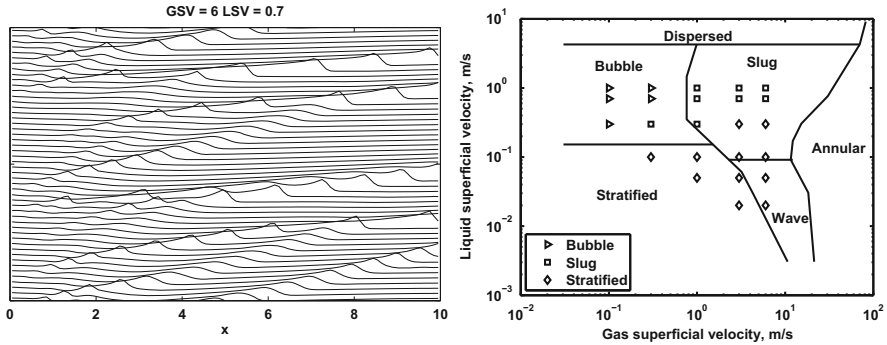 GSV = 6 LSV = 0.7
0 2 4 6 8 10
x
10^1
10^0
10^−1
10^−2
10^−3
Liquid superficial velocity, m/s
Dispersed
Bubble
Slug
Annular
Stratified
Wave
Bubble
Slug
Stratified
10^−2 10^−1 10^0 10^1 10^2
Gas superficial velocity, m/s